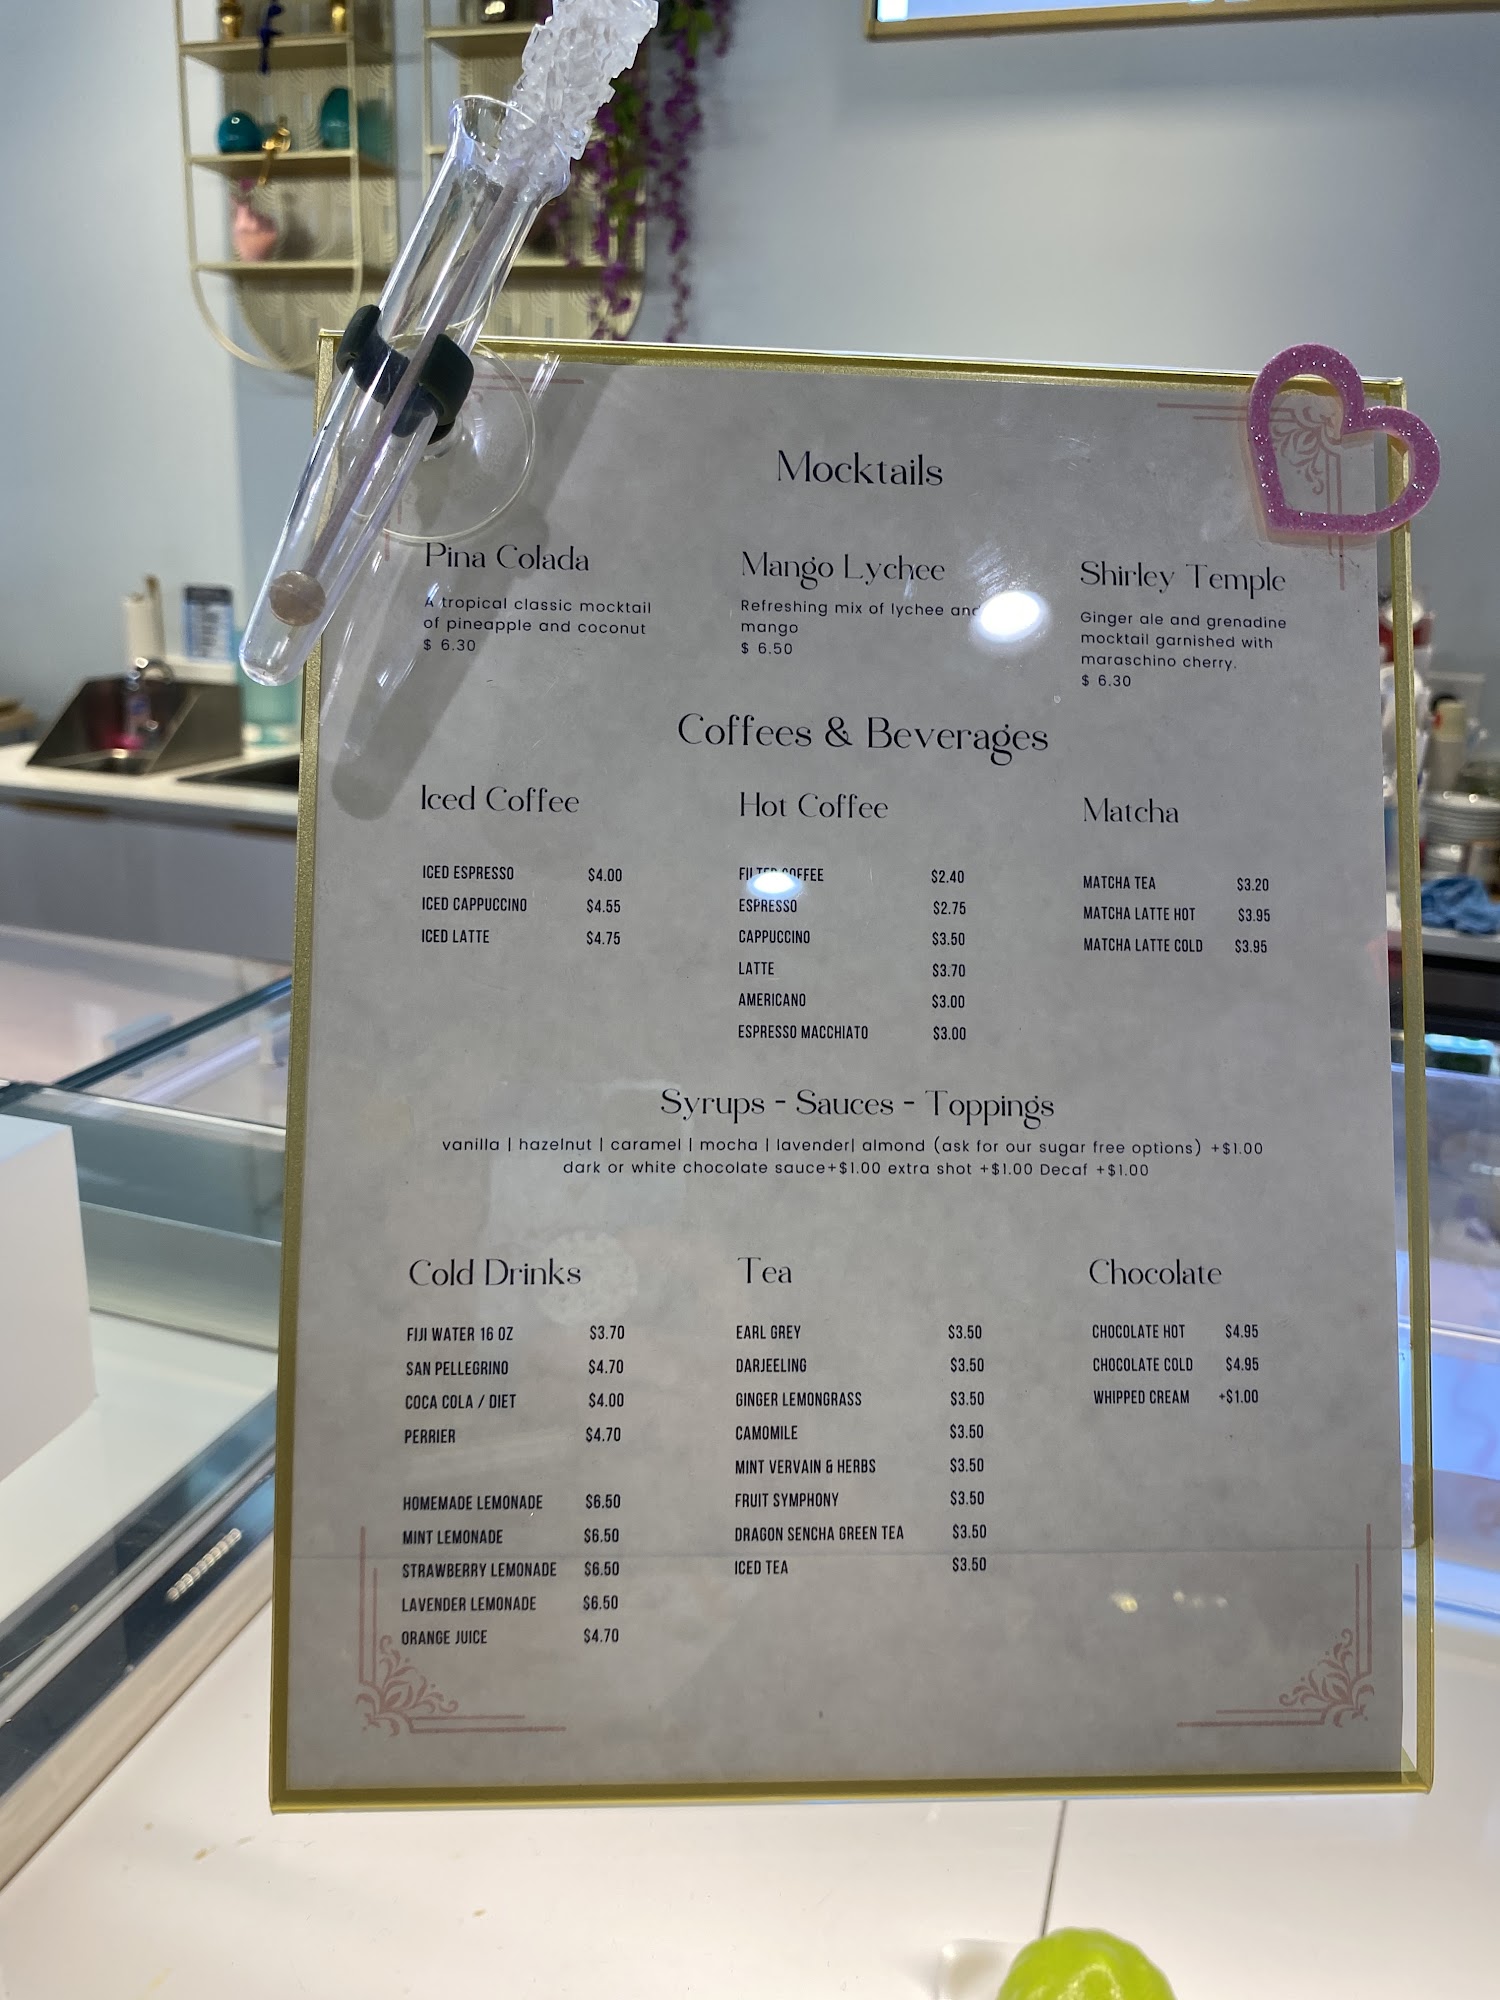 Mocktails
Pina Colada
A tropical classic mocktail
of pineapple and coconut
$ 6.30
Mango Lychee
Refreshing mix of lychee and
mango
$ 6.50
Shirley Temple
Ginger ale and grenadine
mocktail garnished with
maraschino cherry.
$ 6.30
Coffees & Beverages
Iced Coffee
ICED ESPRESSO $4.00
ICED CAPPUCCINO $4.55
ICED LATTE $4.75
Hot Coffee
FILTER COFFEE $2.40
ESPRESSO $2.75
CAPPUCCINO $3.50
LATTE $3.70
AMERICANO $3.00
ESPRESSO MACCHIATO $3.00
Matcha
MATCHA TEA $3.20
MATCHA LATTE HOT $3.95
MATCHA LATTE COLD $3.95
Syrups - Sauces - Toppings
vanilla | hazelnut | caramel | mocha | lavender| almond (ask for our sugar free options) +$1.00
dark or white chocolate sauce+$1.00 extra shot +$1.00 Decaf +$1.00
Cold Drinks
FIJI WATER 16 OZ $3.70
SAN PELLEGRINO $4.70
COCA COLA / DIET $4.00
PERRIER $4.70
HOMEMADE LEMONADE $6.50
MINT LEMONADE $6.50
STRAWBERRY LEMONADE $6.50
LAVENDER LEMONADE $6.50
ORANGE JUICE $4.70
Tea
EARL GREY $3.50
DARJEELING $3.50
GINGER LEMONGRASS $3.50
CAMOMILE $3.50
MINT VERVAIN & HERBS $3.50
FRUIT SYMPHONY $3.50
DRAGON SENCHA GREEN TEA $3.50
ICED TEA $3.50
Chocolate
CHOCOLATE HOT $4.95
CHOCOLATE COLD $4.95
WHIPPED CREAM +$1.00